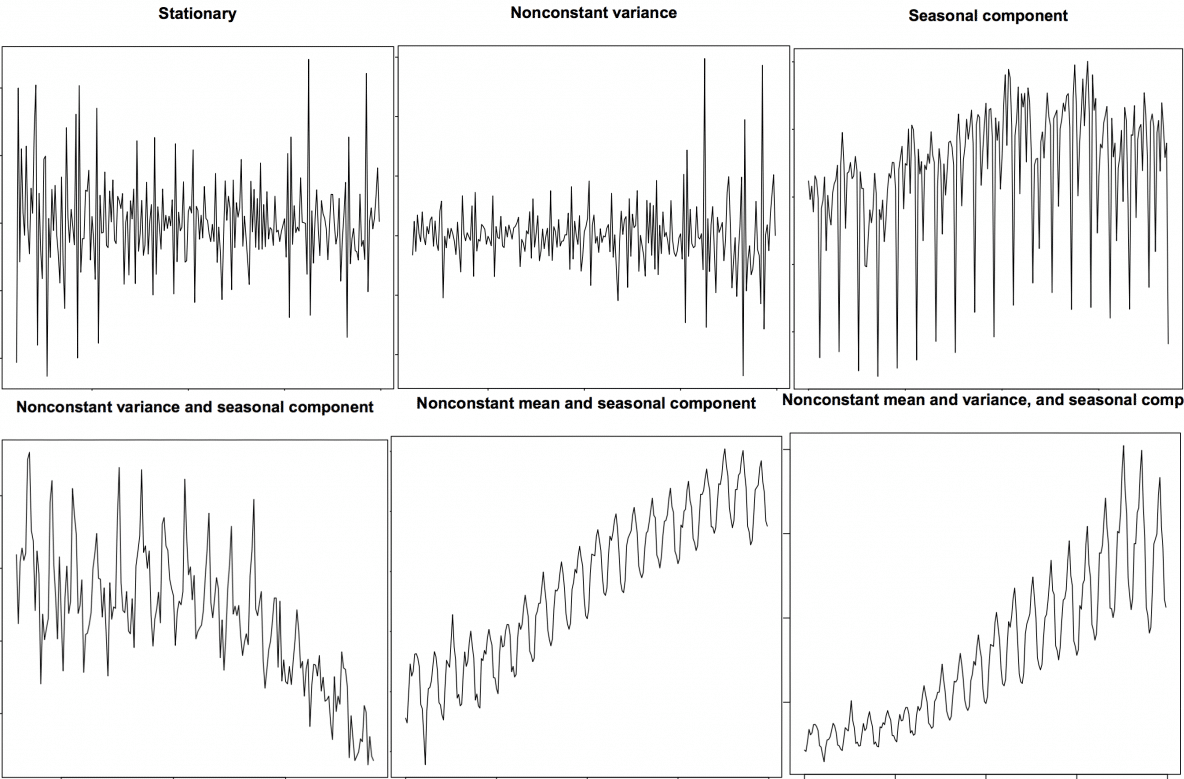 Stationary
Nonconstant variance
Seasonal component
Nonconstant variance and seasonal component
Nonconstant mean and seasonal component
Nonconstant mean and variance, and seasonal comp